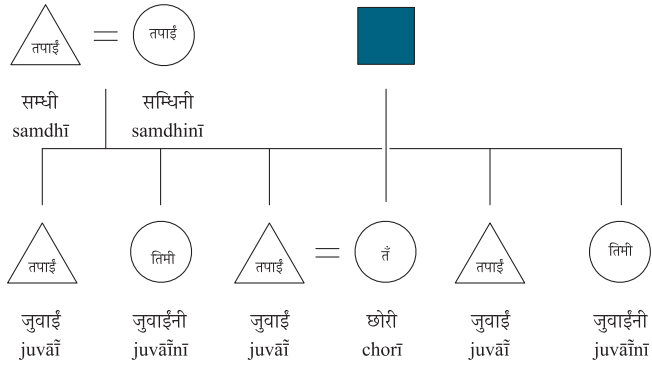 तपाईं = तपाईं
सम्धी सम्धिनी
samdhī samdhinī
तपाईं तिमी तपाईं = तँ तपाईं तिमी
जुवाईं जुवाईंनी जुवाईं छोरी जुवाईं जुवाईंनी
juvāī̃ juvāī̃nī juvāī̃ chorī juvāī̃ juvāī̃nī